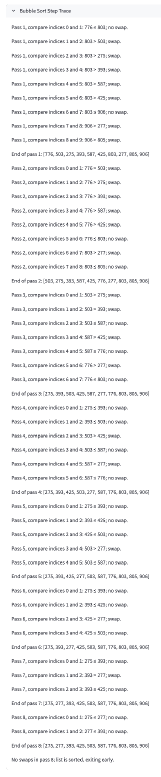 Bubble Sort Step Trace
Pass 1, compare indices 0 and 1: 776 ≤ 803; no swap.
Pass 1, compare indices 1 and 2: 803 > 503; swap.
Pass 1, compare indices 2 and 3: 803 > 275; swap.
Pass 1, compare indices 3 and 4: 803 > 393; swap.
Pass 1, compare indices 4 and 5: 803 > 587; swap.
Pass 1, compare indices 5 and 6: 803 > 425; swap.
Pass 1, compare indices 6 and 7: 803 ≤ 906; no swap.
Pass 1, compare indices 7 and 8: 906 > 277; swap.
Pass 1, compare indices 8 and 9: 906 > 805; swap.
End of pass 1: [776, 503, 275, 393, 587, 425, 803, 277, 805, 906]
Pass 2, compare indices 0 and 1: 776 > 503; swap.
Pass 2, compare indices 1 and 2: 776 > 275; swap.
Pass 2, compare indices 2 and 3: 776 > 393; swap.
Pass 2, compare indices 3 and 4: 776 > 587; swap.
Pass 2, compare indices 4 and 5: 776 > 425; swap.
Pass 2, compare indices 5 and 6: 776 ≤ 803; no swap.
Pass 2, compare indices 6 and 7: 803 > 277; swap.
Pass 2, compare indices 7 and 8: 803 ≤ 805; no swap.
End of pass 2: [503, 275, 393, 587, 425, 776, 277, 803, 805, 906]
Pass 3, compare indices 0 and 1: 503 > 275; swap.
Pass 3, compare indices 1 and 2: 503 > 393; swap.
Pass 3, compare indices 2 and 3: 503 ≤ 587; no swap.
Pass 3, compare indices 3 and 4: 587 > 425; swap.
Pass 3, compare indices 4 and 5: 587 ≤ 776; no swap.
Pass 3, compare indices 5 and 6: 776 > 277; swap.
Pass 3, compare indices 6 and 7: 776 ≤ 803; no swap.
End of pass 3: [275, 393, 503, 425, 587, 277, 776, 803, 805, 906]
Pass 4, compare indices 0 and 1: 275 ≤ 393; no swap.
Pass 4, compare indices 1 and 2: 393 ≤ 503; no swap.
Pass 4, compare indices 2 and 3: 503 > 425; swap.
Pass 4, compare indices 3 and 4: 503 ≤ 587; no swap.
Pass 4, compare indices 4 and 5: 587 > 277; swap.
Pass 4, compare indices 5 and 6: 587 ≤ 776; no swap.
End of pass 4: [275, 393, 425, 503, 277, 587, 776, 803, 805, 906]
Pass 5, compare indices 0 and 1: 275 ≤ 393; no swap.
Pass 5, compare indices 1 and 2: 393 ≤ 425; no swap.
Pass 5, compare indices 2 and 3: 425 ≤ 503; no swap.
Pass 5, compare indices 3 and 4: 503 > 277; swap.
Pass 5, compare indices 4 and 5: 503 ≤ 587; no swap.
End of pass 5: [275, 393, 425, 277, 503, 587, 776, 803, 805, 906]
Pass 6, compare indices 0 and 1: 275 ≤ 393; no swap.
Pass 6, compare indices 1 and 2: 393 ≤ 425; no swap.
Pass 6, compare indices 2 and 3: 425 > 277; swap.
Pass 6, compare indices 3 and 4: 425 ≤ 503; no swap.
End of pass 6: [275, 393, 277, 425, 503, 587, 776, 803, 805, 906]
Pass 7, compare indices 0 and 1: 275 ≤ 393; no swap.
Pass 7, compare indices 1 and 2: 393 > 277; swap.
Pass 7, compare indices 2 and 3: 393 ≤ 425; no swap.
End of pass 7: [275, 277, 393, 425, 503, 587, 776, 803, 805, 906]
Pass 8, compare indices 0 and 1: 275 ≤ 277; no swap.
Pass 8, compare indices 1 and 2: 277 ≤ 393; no swap.
End of pass 8: [275, 277, 393, 425, 503, 587, 776, 803, 805, 906]
No swaps in pass 8; list is sorted, exiting early.